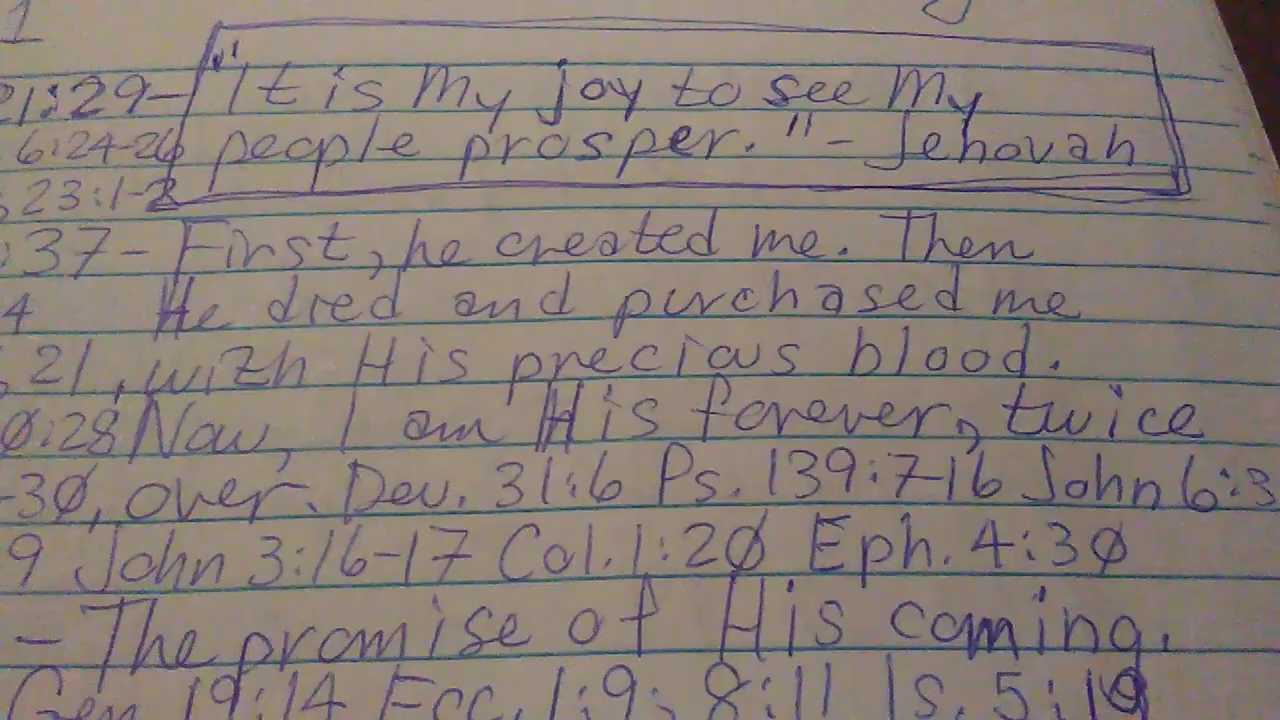 1
21:29- "It is My joy to see My
6:24-26 people prosper." - Jehovah
23:1-2
37- First, he created me. Then
4 He died and purchased me
21, with His precious blood.
0:28 Now, I am His forever, twice
-30, over. Deu. 31:6 Ps. 139:7-16 John 6:3
9 John 3:16-17 Col. 1:20 Eph. 4:30
- The promise of His coming.
Gen 19:14 Ecc. 1:9; 8:11 Is. 5:19